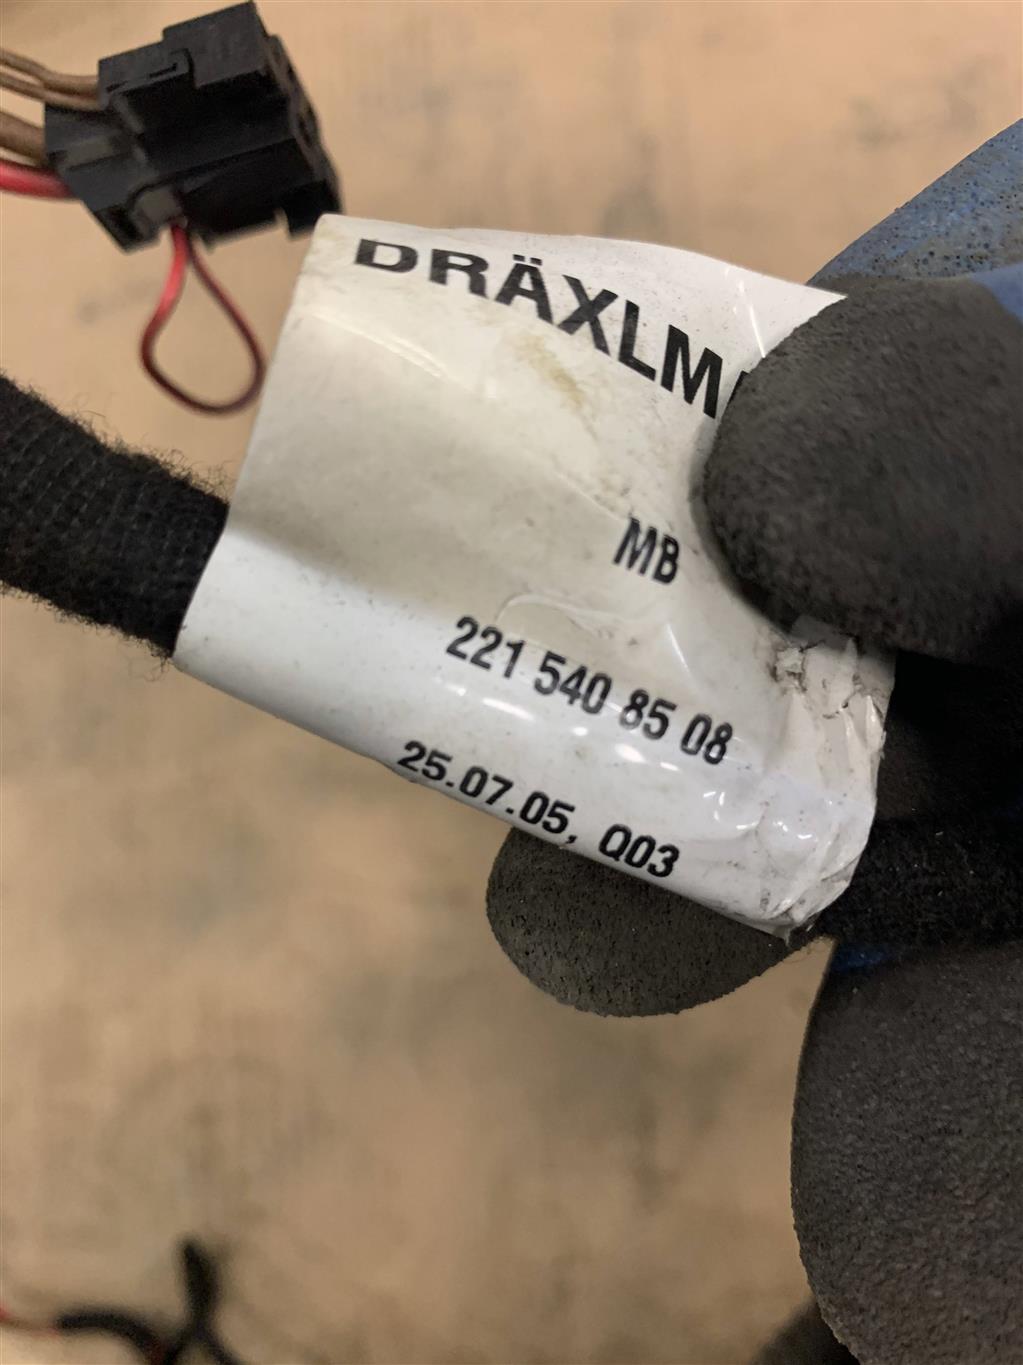 DRÄXLM
MB
221 540 85 08
25.07.05, Q03